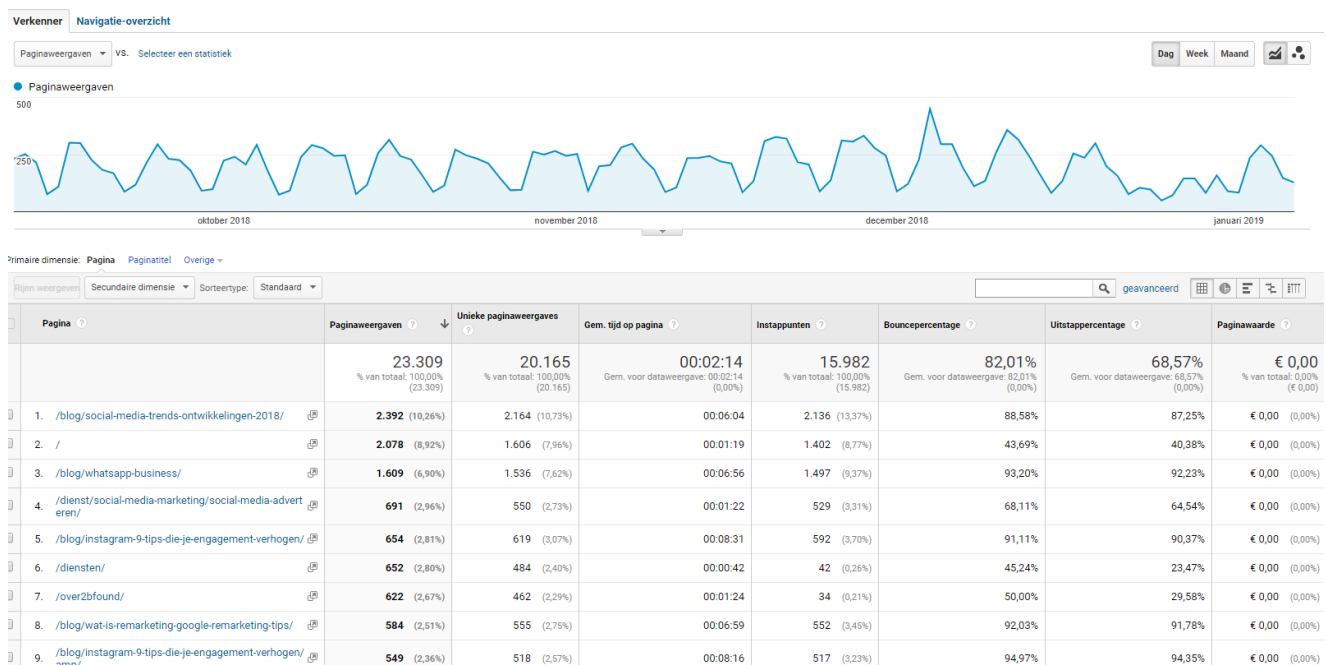 Verkenner Navigatie-overzicht
Paginaweergaven vs. Selecteer een statistiek
Dag Week Maand
Paginaweergaven
500
250
oktober 2018 november 2018 december 2018 januari 2019
Primaire dimensie: Pagina Paginatitel Overige
Rijen weergeven Secundaire dimensie Sorteertype: Standaard geavanceerd
Pagina ? Paginaweergaven ? Unieke paginaweergaves ? Gem. tijd op pagina ? Instappunten ? Bouncepercentage ? Uitstappercentage ? Paginawaarde ?
23.309 20.165 00:02:14 15.982 82,01% 68,57% € 0,00
% van totaal: 100,00% % van totaal: 100,00% Gem. voor dataweergave: 00:02:14 % van totaal: 100,00% Gem. voor dataweergave: 82,01% Gem. voor dataweergave: 68,57% % van totaal: 0,00%
(23.309) (20.165) (0,00%) (15.982) (0,00%) (0,00%) (€ 0,00)
1. /blog/social-media-trends-ontwikkelingen-2018/ 2.392 (10,26%) 2.164 (10,73%) 00:06:04 2.136 (13,37%) 88,58% 87,25% € 0,00 (0,00%)
2. / 2.078 (8,92%) 1.606 (7,96%) 00:01:19 1.402 (8,77%) 43,69% 40,38% € 0,00 (0,00%)
3. /blog/whatsapp-business/ 1.609 (6,90%) 1.536 (7,62%) 00:06:56 1.497 (9,37%) 93,20% 92,23% € 0,00 (0,00%)
4. /dienst/social-media-marketing/social-media-advert
eren/ 691 (2,96%) 550 (2,73%) 00:01:22 529 (3,31%) 68,11% 64,54% € 0,00 (0,00%)
5. /blog/instagram-9-tips-die-je-engagement-verhogen/ 654 (2,81%) 619 (3,07%) 00:08:31 592 (3,70%) 91,11% 90,37% € 0,00 (0,00%)
6. /diensten/ 652 (2,80%) 484 (2,40%) 00:00:42 42 (0,26%) 45,24% 23,47% € 0,00 (0,00%)
7. /over2bfound/ 622 (2,67%) 462 (2,29%) 00:01:24 34 (0,21%) 50,00% 29,58% € 0,00 (0,00%)
8. /blog/wat-is-remarketing-google-remarketing-tips/ 584 (2,51%) 555 (2,75%) 00:06:59 552 (3,45%) 92,03% 91,78% € 0,00 (0,00%)
9. /blog/instagram-9-tips-die-je-engagement-verhogen/
amp/ 549 (2,36%) 518 (2,57%) 00:08:16 517 (3,23%) 94,97% 94,35% € 0,00 (0,00%)